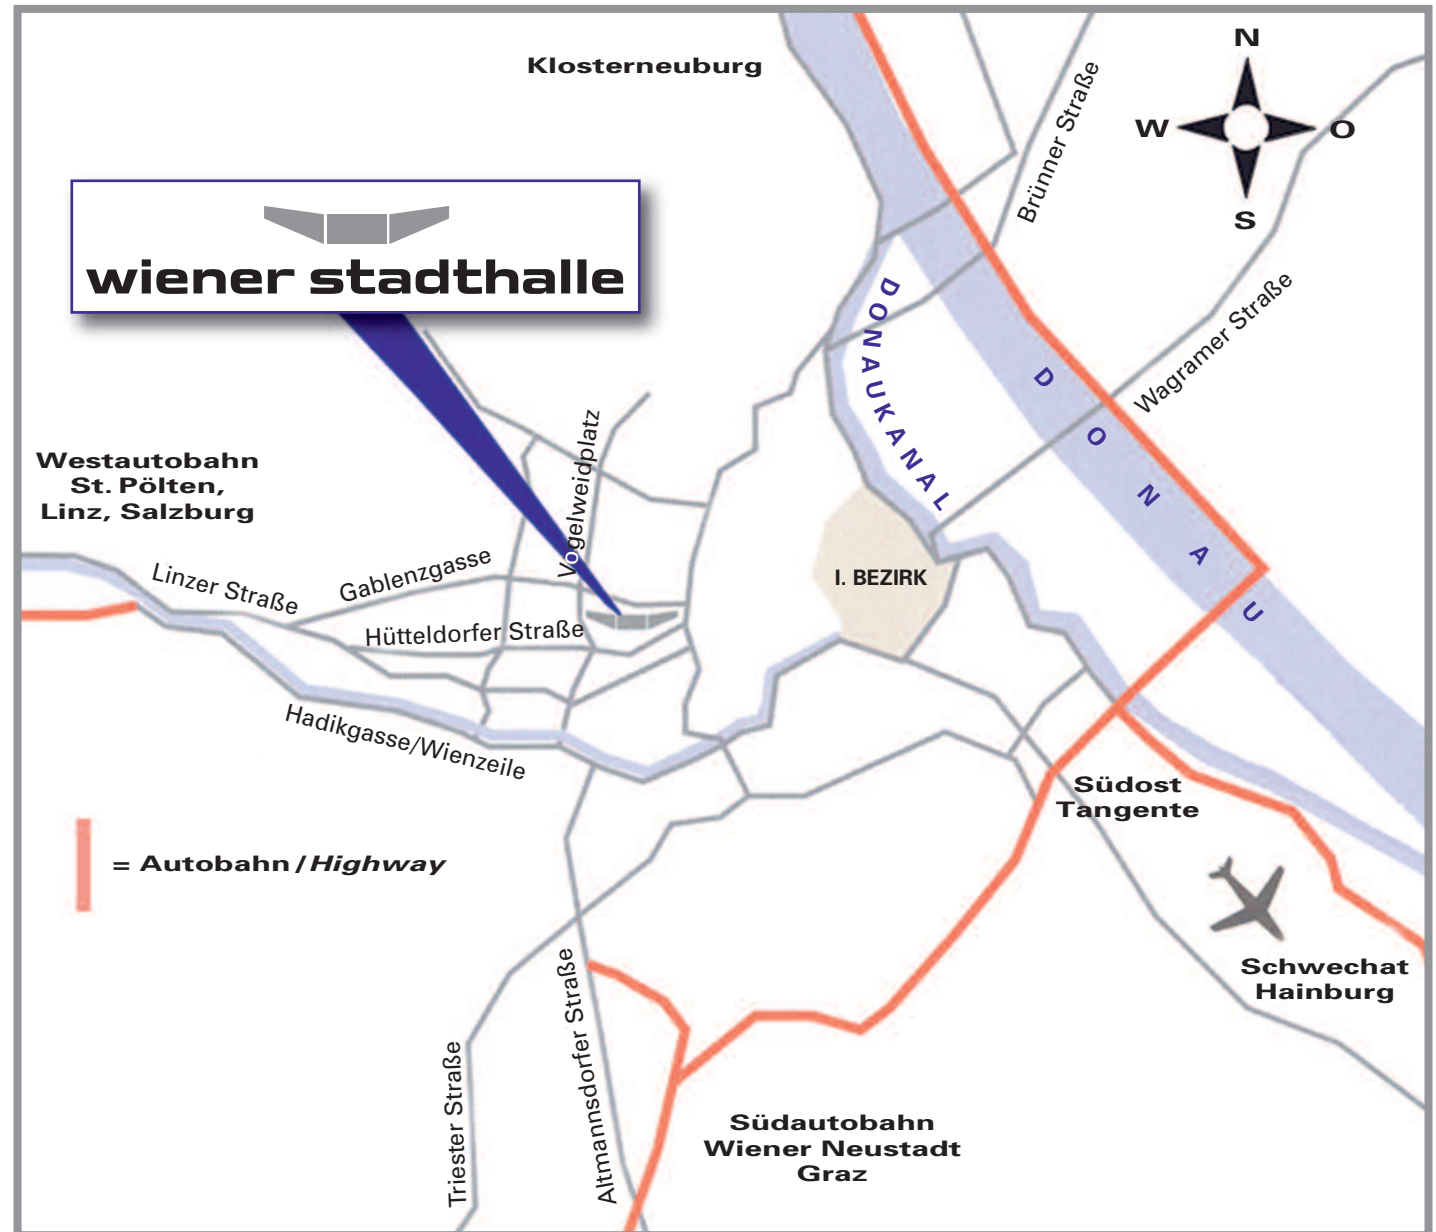 N
Klosterneuburg
W
O
S
Brünner Straße
wiener stadthalle
DONAUKANAL
Wagramer Straße
DONAU
Vogelweidplatz
Westautobahn
St. Pölten,
Linz, Salzburg
Linzer Straße
Gablenzgasse
I. BEZIRK
Hütteldorfer Straße
Hadikgasse/Wienzeile
Südost
Tangente
= Autobahn/Highway
Schwechat
Hainburg
Triester Straße
Altmannsdorfer Straße
Südautobahn
Wiener Neustadt
Graz